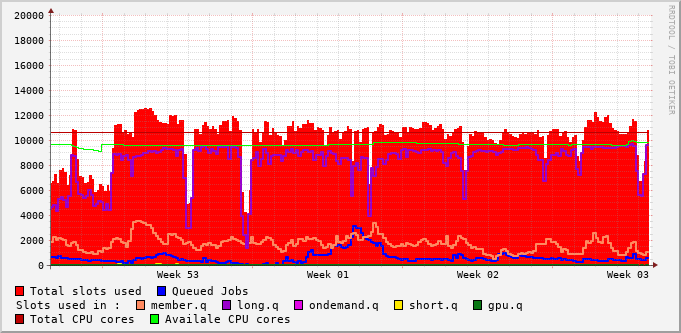 20000
18000
16000
14000
12000
10000
8000
6000
4000
2000
0
Week 53 Week 01 Week 02 Week 03
RRDTOOL / TOBI OETIKER
Total slots used Queued Jobs
Slots used in : member.q long.q ondemand.q short.q gpu.q
Total CPU cores Availale CPU cores